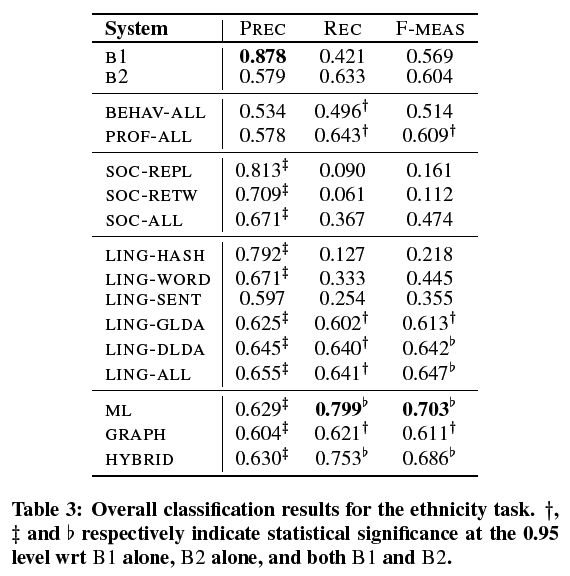 System PREC REC F-MEAS
B1 0.878 0.421 0.569
B2 0.579 0.633 0.604
BEHAV-ALL 0.534 0.496† 0.514
PROF-ALL 0.578 0.643† 0.609†
SOC-REPL 0.813‡ 0.090 0.161
SOC-RETW 0.709‡ 0.061 0.112
SOC-ALL 0.671‡ 0.367 0.474
LING-HASH 0.792‡ 0.127 0.218
LING-WORD 0.671‡ 0.333 0.445
LING-SENT 0.597 0.254 0.355
LING-GLDA 0.625‡ 0.602† 0.613†
LING-DLDA 0.645‡ 0.640† 0.642♭
LING-ALL 0.655‡ 0.641† 0.647♭
ML 0.629‡ 0.799♭ 0.703♭
GRAPH 0.604‡ 0.621† 0.611†
HYBRID 0.630‡ 0.753♭ 0.686♭
Table 3: Overall classification results for the ethnicity task. †,
‡ and ♭ respectively indicate statistical significance at the 0.95
level wrt B1 alone, B2 alone, and both B1 and B2.